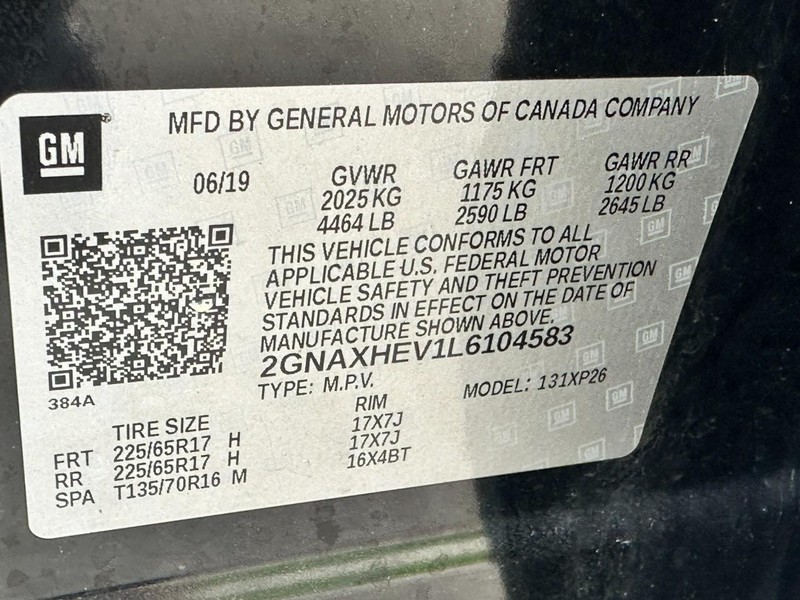 MFD BY GENERAL MOTORS OF CANADA COMPANY
GM
06/19 GVWR GAWR FRT GAWR RR
2025 KG 1175 KG 1200 KG
4464 LB 2590 LB 2645 LB
THIS VEHICLE CONFORMS TO ALL
APPLICABLE U.S. FEDERAL MOTOR
VEHICLE SAFETY AND THEFT PREVENTION
STANDARDS IN EFFECT ON THE DATE OF
MANUFACTURE SHOWN ABOVE.
2GNAXHEV1L6104583
TYPE: M.P.V. MODEL: 131XP26
384A
TIRE SIZE RIM
FRT 225/65R17 H 17X7J
RR 225/65R17 H 17X7J
SPA T135/70R16 M 16X4BT